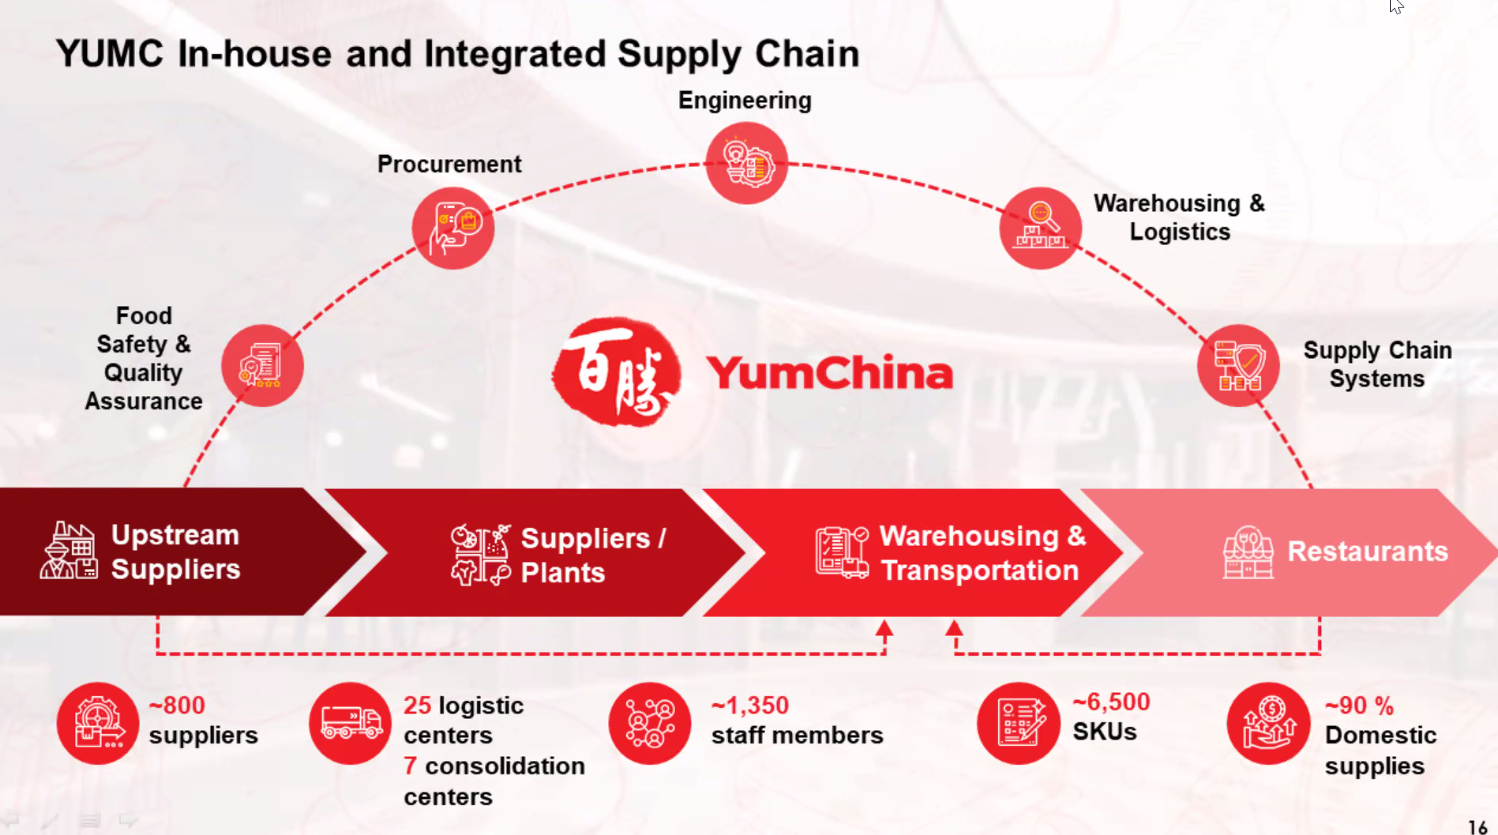 YUMC In-house and Integrated Supply Chain
Engineering
Procurement
Warehousing &
Logistics
Food
Safety &
Quality
Assurance
Supply Chain
Systems
百勝
YumChina
Upstream
Suppliers
Suppliers /
Plants
Warehousing &
Transportation
Restaurants
~800
suppliers
25 logistic
centers
7 consolidation
centers
~1,350
staff members
~6,500
SKUs
~90 %
Domestic
supplies
16